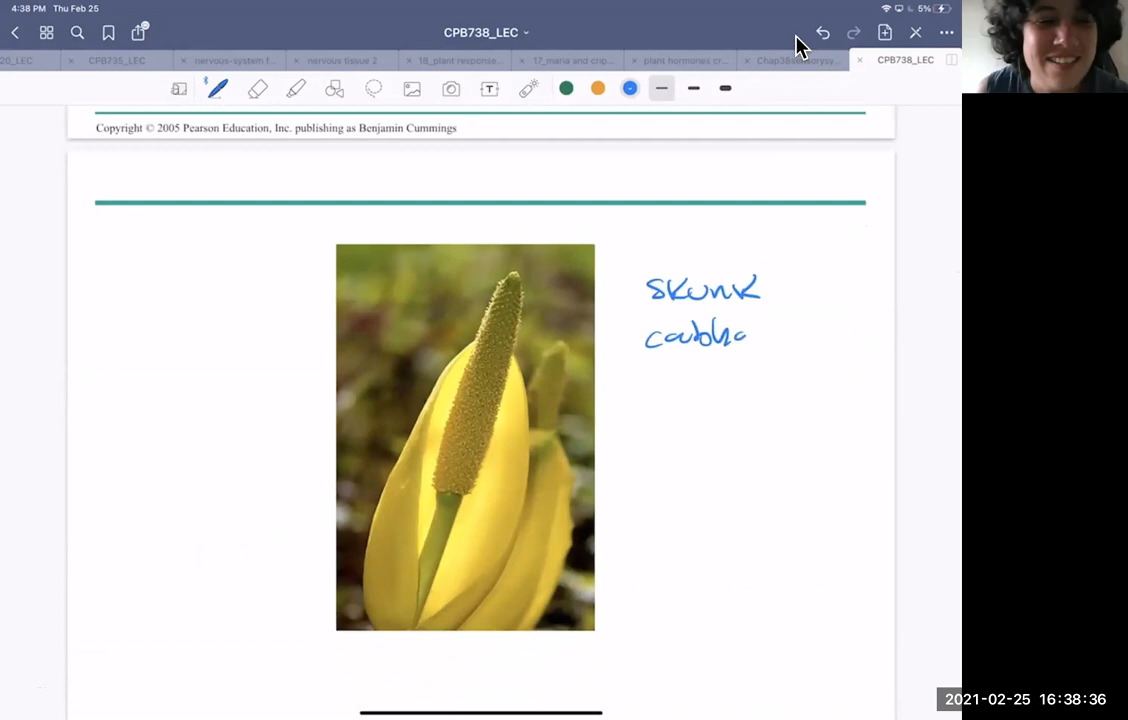 4:38 PM Thu Feb 25
5%
CPB738_LEC
20_LEC
CPB735_LEC
nervous-system f...
nervous tissue 2
18_plant response...
17_maria and crip...
plant hormones cr...
CPB738_LEC
T
Copyright © 2005 Pearson Education, Inc. publishing as Benjamin Cummings
skunk
2021-02-25 16:38:36